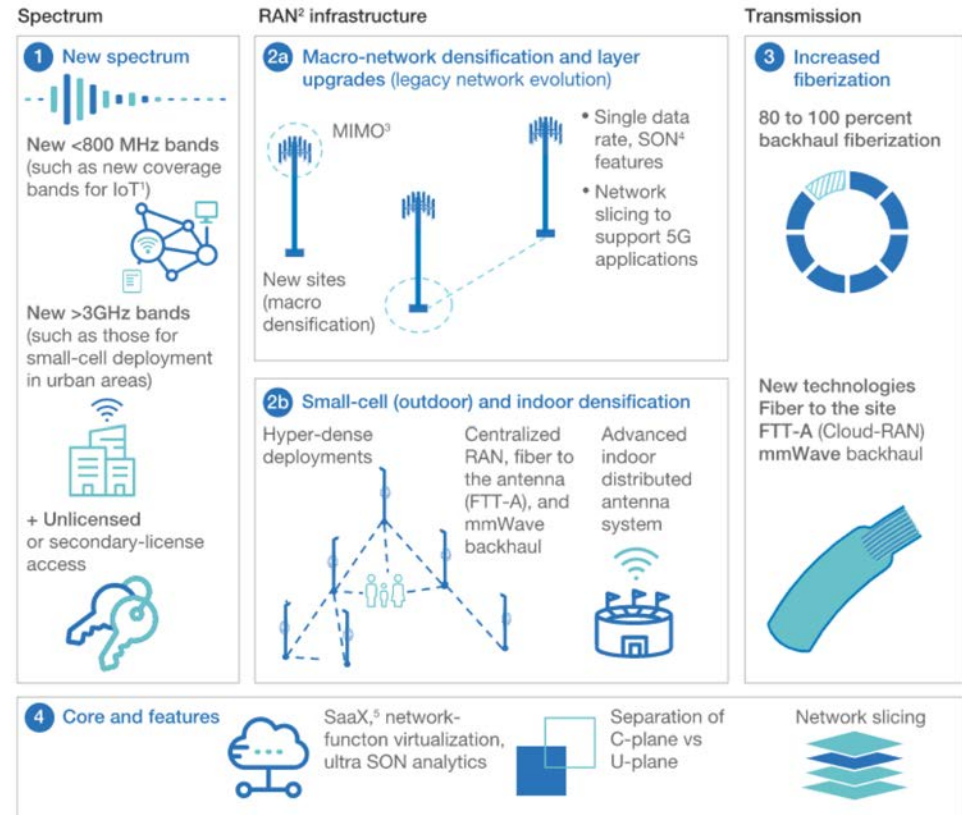 Spectrum
RAN² infrastructure
Transmission
1 New spectrum
New <800 MHz bands
(such as new coverage
bands for IoT¹)
New >3GHz bands
(such as those for
small-cell deployment
in urban areas)
+ Unlicensed
or secondary-license
access
2a Macro-network densification and layer
upgrades (legacy network evolution)
MIMO³
New sites
(macro
densification)
• Single data
rate, SON⁴
features
• Network
slicing to
support 5G
applications
2b Small-cell (outdoor) and indoor densification
Hyper-dense
deployments
Centralized
RAN, fiber to
the antenna
(FTT-A), and
mmWave
backhaul
Advanced
indoor
distributed
antenna
system
3 Increased
fiberization
80 to 100 percent
backhaul fiberization
New technologies
Fiber to the site
FTT-A (Cloud-RAN)
mmWave backhaul
4 Core and features
SaaX,⁵ network-
functon virtualization,
ultra SON analytics
Separation of
C-plane vs
U-plane
Network slicing